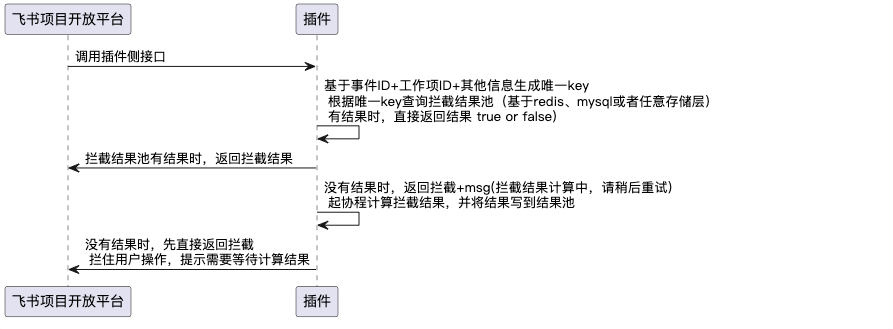 飞书项目开放平台
插件
调用插件侧接口
基于事件ID+工作项ID+其他信息生成唯一key
根据唯一key查询拦截结果池（基于redis、mysql或者任意存储层）
有结果时，直接返回结果 true or false)
拦截结果池有结果时，返回拦截结果
没有结果时，返回拦截+msg(拦截结果计算中，请稍后重试)
起协程计算拦截结果，并将结果写到结果池
没有结果时，先直接返回拦截
拦住用户操作，提示需要等待计算结果
飞书项目开放平台
插件